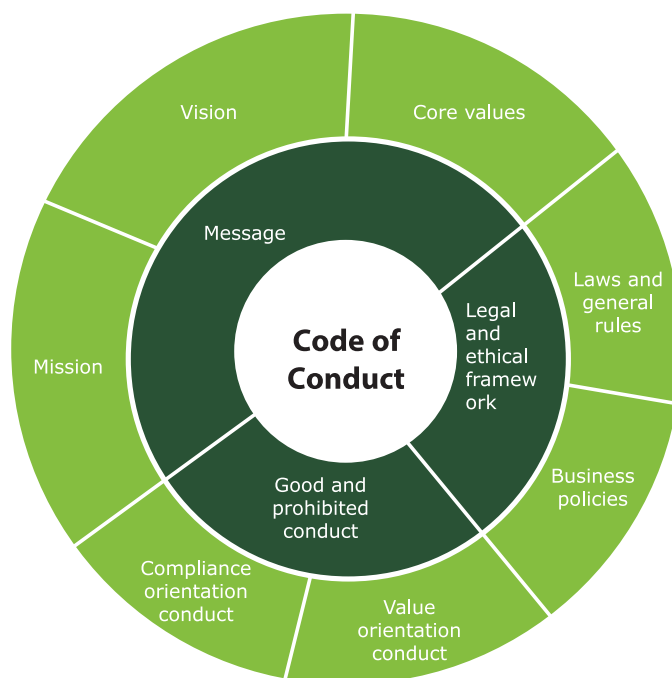 Vision
Core values
Message
Laws and
general
rules
Legal
and
ethical
framew
ork
Code of
Conduct
Mission
Good and
prohibited
conduct
Business
policies
Compliance
orientation
conduct
Value
orientation
conduct